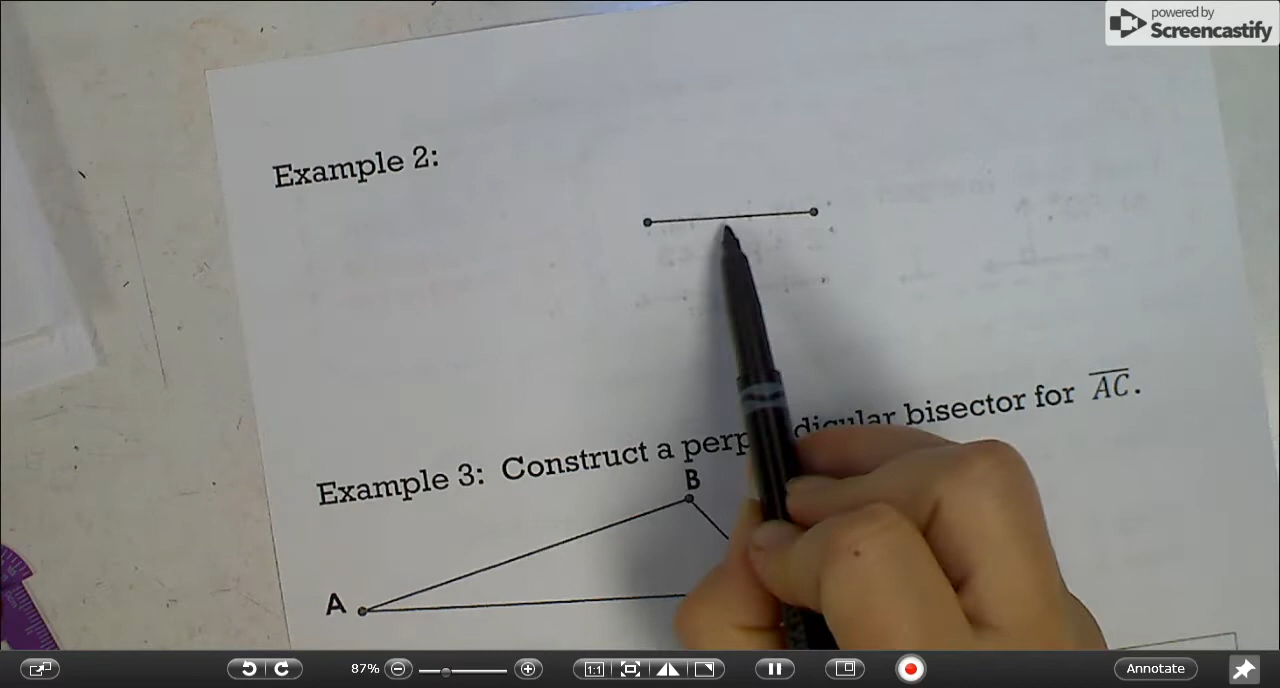 powered by
Screencastify
Example 2:
Example 3: Construct a perp dicular bisector for AC.
B
A
87%
1:1
Annotate